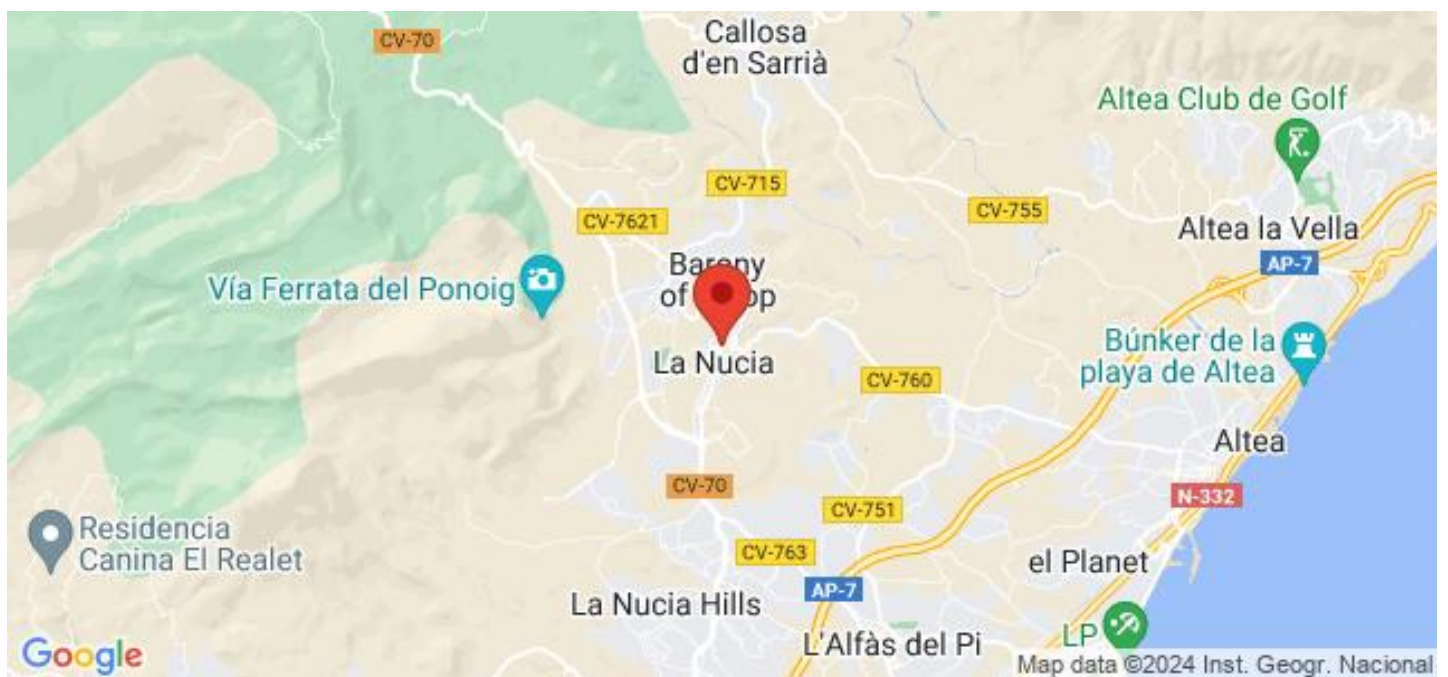 CV-70
Callosa
d'en Sarrià
Altea Club de Golf
CV-715
CV-7621
CV-755
Altea la Vella
Barony
of
AP-7
Vía Ferrata del Ponoig
Búnker de la
playa de Altea
La Nucia
CV-760
Altea
CV-70
N-332
CV-751
Residencia
Canina El Realet
CV-763
el Planet
AP-7
La Nucia Hills
LP
L'Alfàs del Pi
Google
Map data ©2024 Inst. Geogr. Nacional